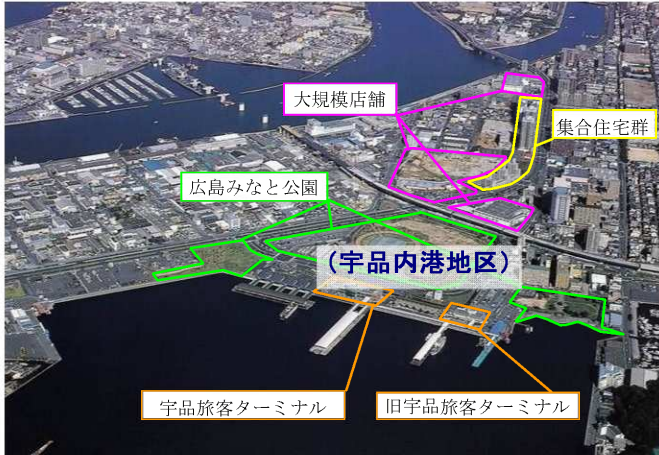 大規模店舗
集合住宅群
広島みなと公園
（宇品内港地区）
宇品旅客ターミナル
旧宇品旅客ターミナル